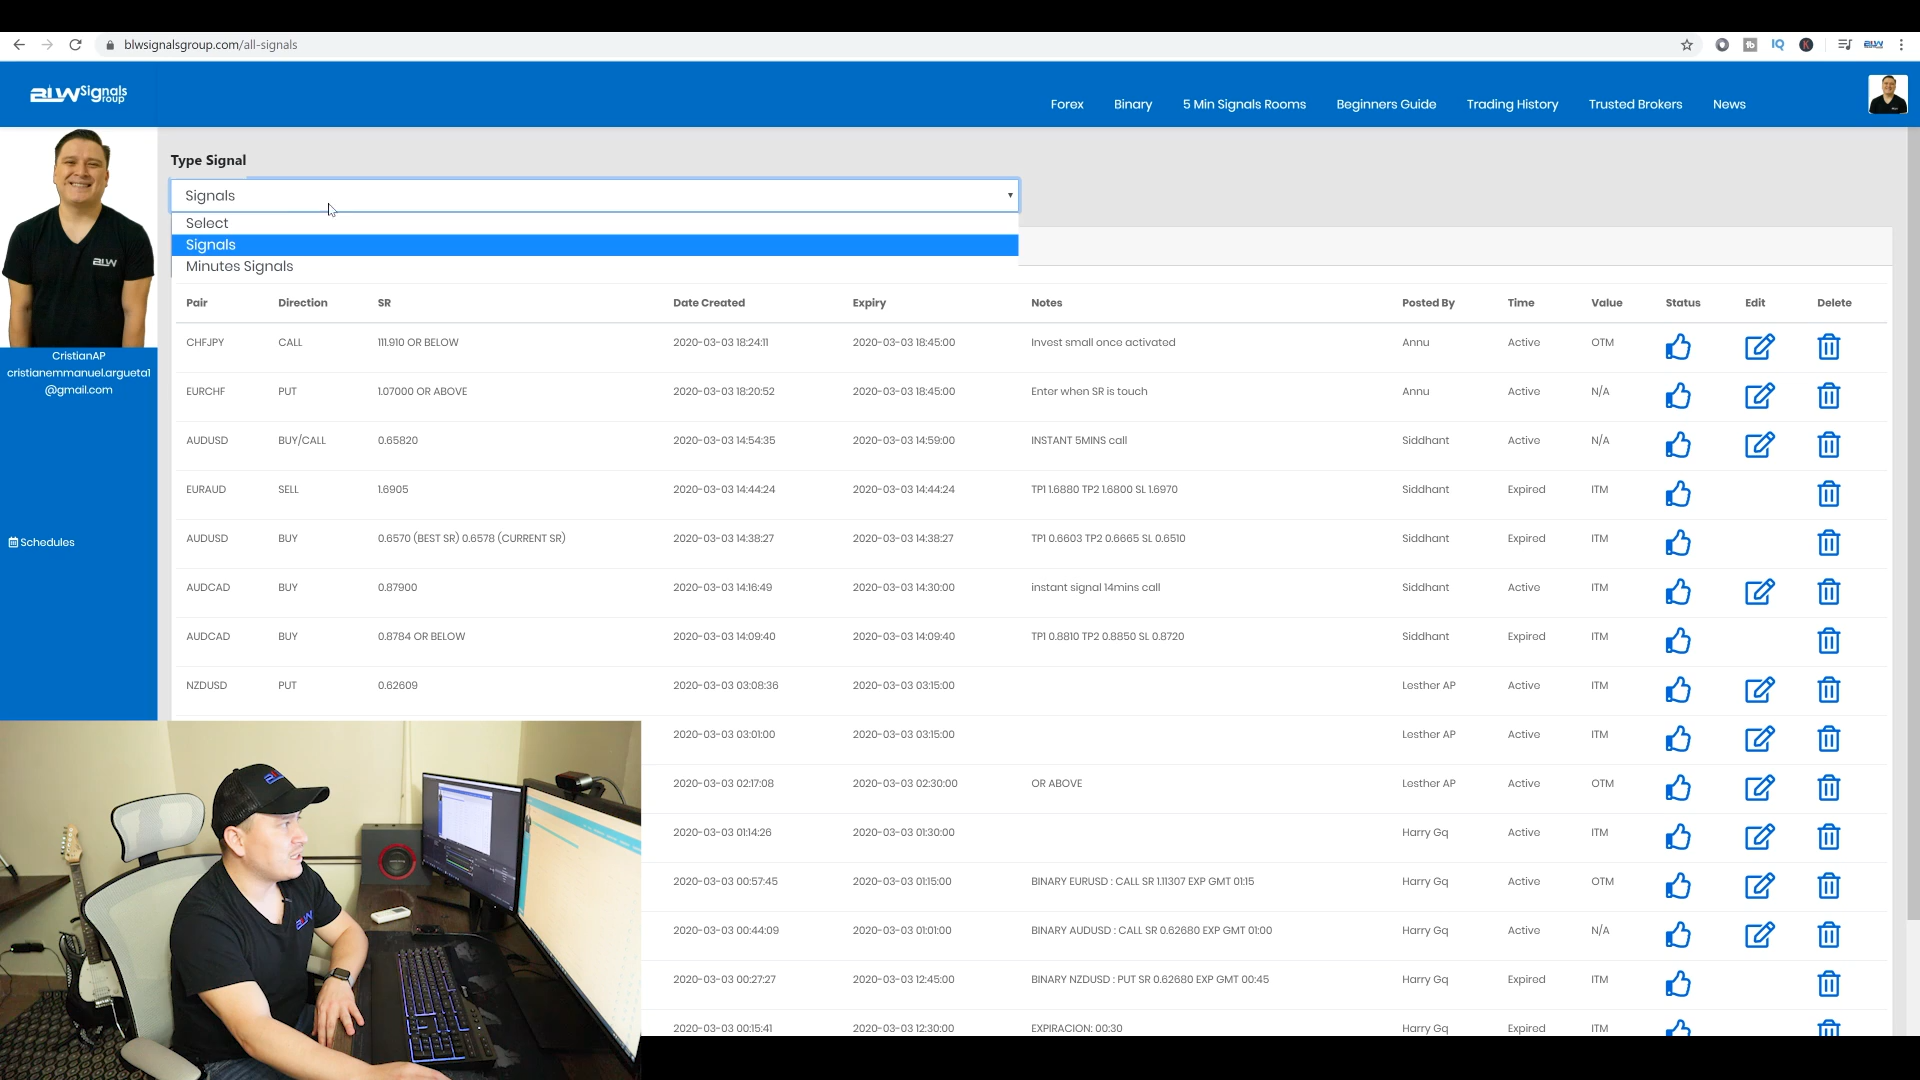 blwsignalsgroup.com/all-signals
BLW Signals Group
Forex Binary 5 Min Signals Rooms Beginners Guide Trading History Trusted Brokers News
Type Signal
Signals
Select
Signals
Minutes Signals
BLW
CristianAP
cristianemmanuel.argueta1
@gmail.com
Schedules
Pair Direction SR Date Created Expiry Notes Posted By Time Value Status Edit Delete
CHFJPY CALL 111.910 OR BELOW 2020-03-03 18:24:11 2020-03-03 18:45:00 Invest small once activated Annu Active OTM
EURCHF PUT 1.07000 OR ABOVE 2020-03-03 18:20:52 2020-03-03 18:45:00 Enter when SR is touch Annu Active N/A
AUDUSD BUY/CALL 0.65820 2020-03-03 14:54:35 2020-03-03 14:59:00 INSTANT 5MINS call Siddhant Active N/A
EURAUD SELL 1.6905 2020-03-03 14:44:24 2020-03-03 14:44:24 TP1 1.6880 TP2 1.6800 SL 1.6970 Siddhant Expired ITM
AUDUSD BUY 0.6570 (BEST SR) 0.6578 (CURRENT SR) 2020-03-03 14:38:27 2020-03-03 14:38:27 TP1 0.6603 TP2 0.6665 SL 0.6510 Siddhant Expired ITM
AUDCAD BUY 0.87900 2020-03-03 14:16:49 2020-03-03 14:30:00 instant signal 14mins call Siddhant Active ITM
AUDCAD BUY 0.8784 OR BELOW 2020-03-03 14:09:40 2020-03-03 14:09:40 TP1 0.8810 TP2 0.8850 SL 0.8720 Siddhant Expired ITM
NZDUSD PUT 0.62609 2020-03-03 03:08:36 2020-03-03 03:15:00 Lesther AP Active ITM
2020-03-03 03:01:00 2020-03-03 03:15:00 Lesther AP Active ITM
2020-03-03 02:17:08 2020-03-03 02:30:00 OR ABOVE Lesther AP Active OTM
2020-03-03 01:14:26 2020-03-03 01:30:00 Harry Gq Active ITM
2020-03-03 00:57:45 2020-03-03 01:15:00 BINARY EURUSD : CALL SR 1.11307 EXP GMT 01:15 Harry Gq Active OTM
2020-03-03 00:44:09 2020-03-03 01:01:00 BINARY AUDUSD : CALL SR 0.62680 EXP GMT 01:00 Harry Gq Active N/A
2020-03-03 00:27:27 2020-03-03 12:45:00 BINARY NZDUSD : PUT SR 0.62680 EXP GMT 00:45 Harry Gq Expired ITM
2020-03-03 00:15:41 2020-03-03 12:30:00 EXPIRACION: 00:30 Harry Gq Expired ITM
BLW